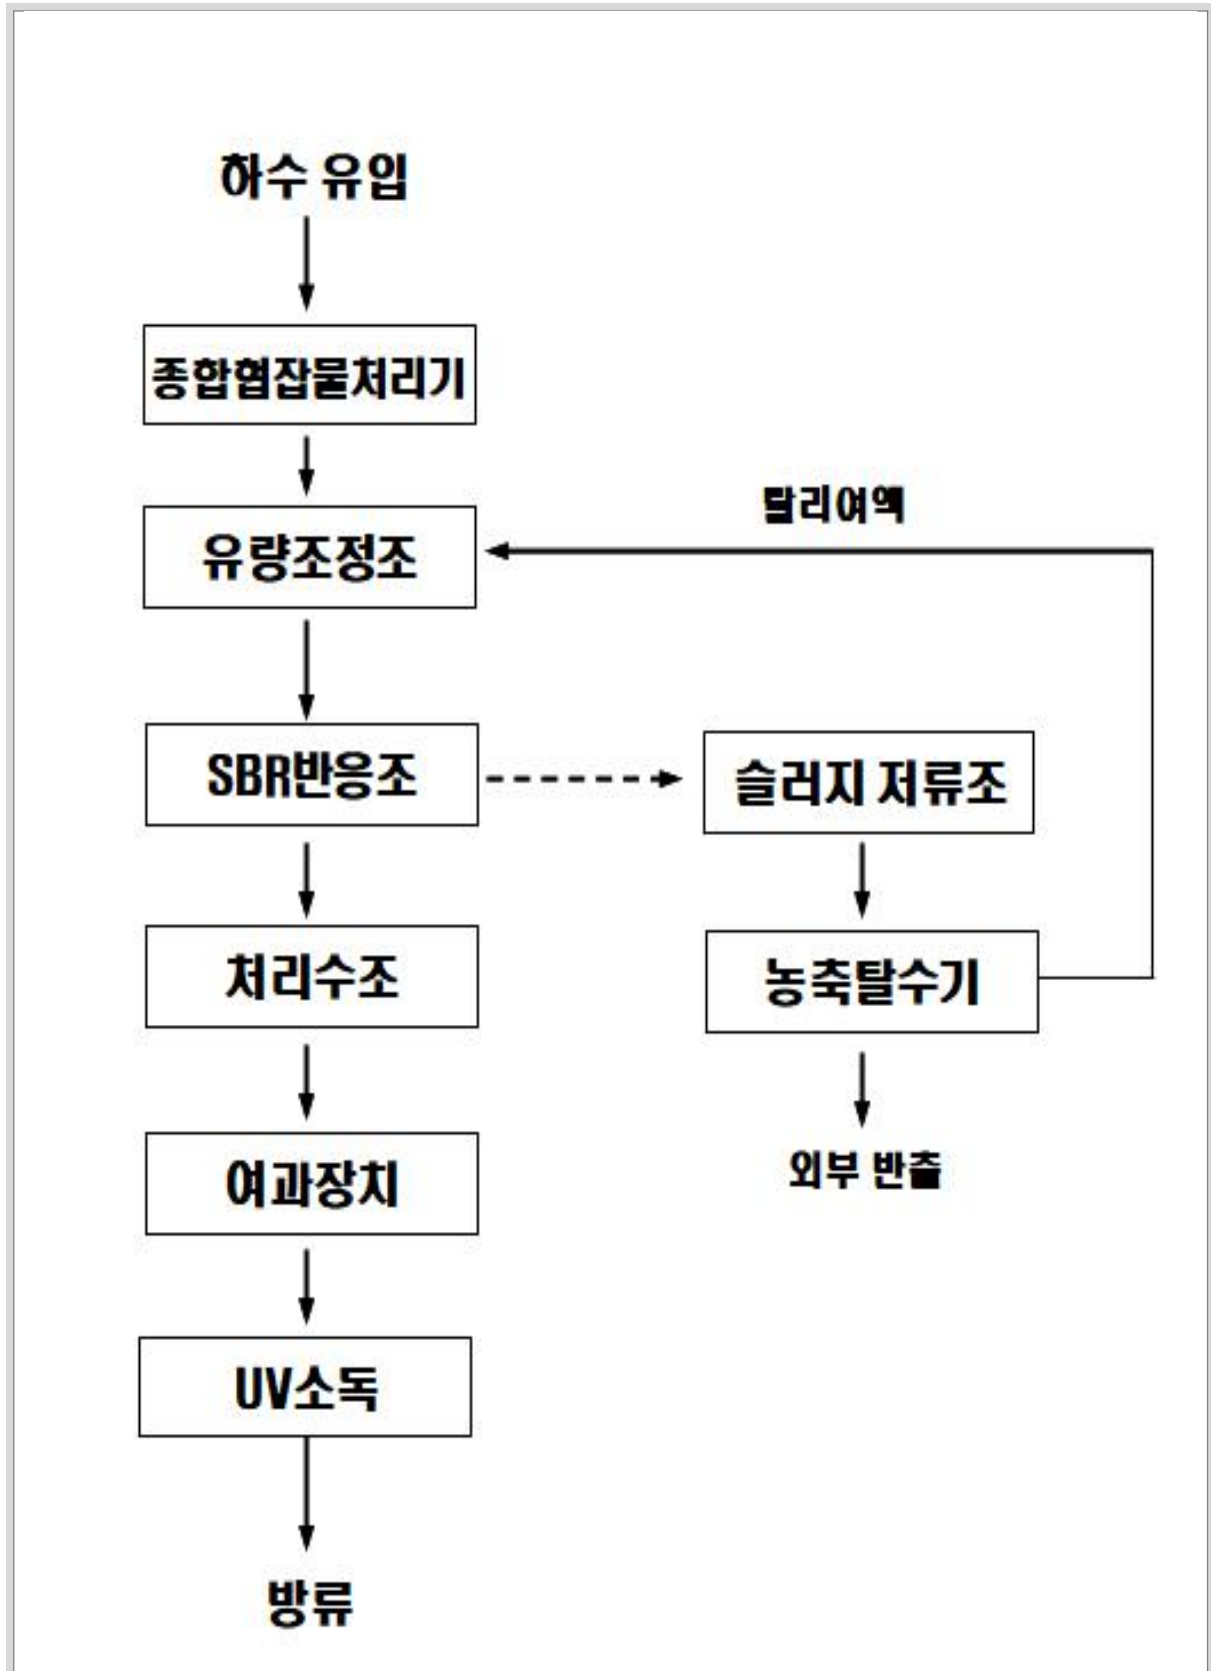 하수 유입
종합협잡물처리기
유량조정조
탈리여액
SBR반응조
슬러지 저류조
처리수조
농축탈수기
여과장치
외부 반출
UV소독
방류